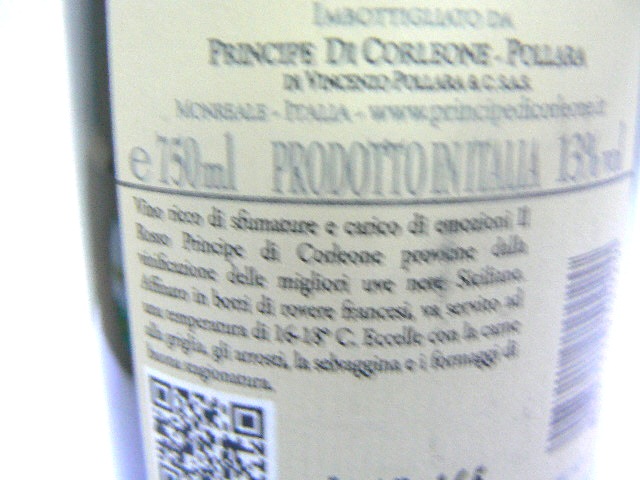 IMBOTTIGLIATO DA
PRINCIPE DI CORLEONE - POLLARA
DI VINCENZO POLLARA & C. S.A.S.
MONREALE - ITALIA - www.principedicorleone.it
e 750ml PRODOTTO IN ITALIA 13% vol
Vino ricco di sfumature e carico di emozioni Il
Rosso Principe di Corleone proviene dalla
vinificazione delle migliori uve nere Siciliane.
Affinato in botti di rovere francesi, va servito ad
una temperatura di 16-18° C. Eccelle con la carne
alla griglia, gli arrosti, la selvaggina e i formaggi di
buona stagionatura.